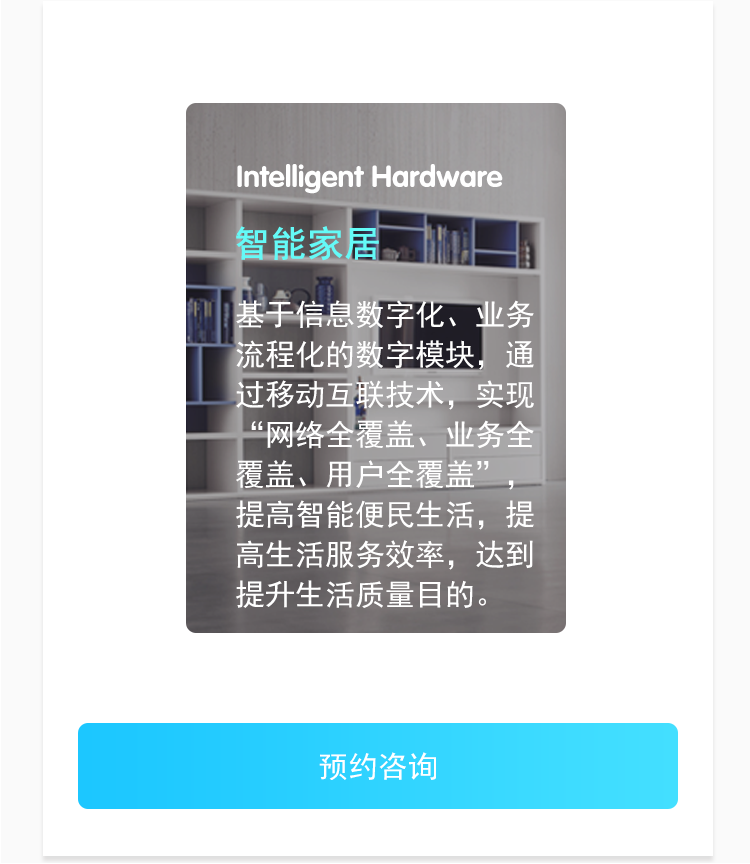 Intelligent Hardware
智能家居
基于信息数字化、业务
流程化的数字模块，通
过移动互联技术，实现
“网络全覆盖、业务全
覆盖、用户全覆盖”，
提高智能便民生活，提
高生活服务效率，达到
提升生活质量目的。
预约咨询